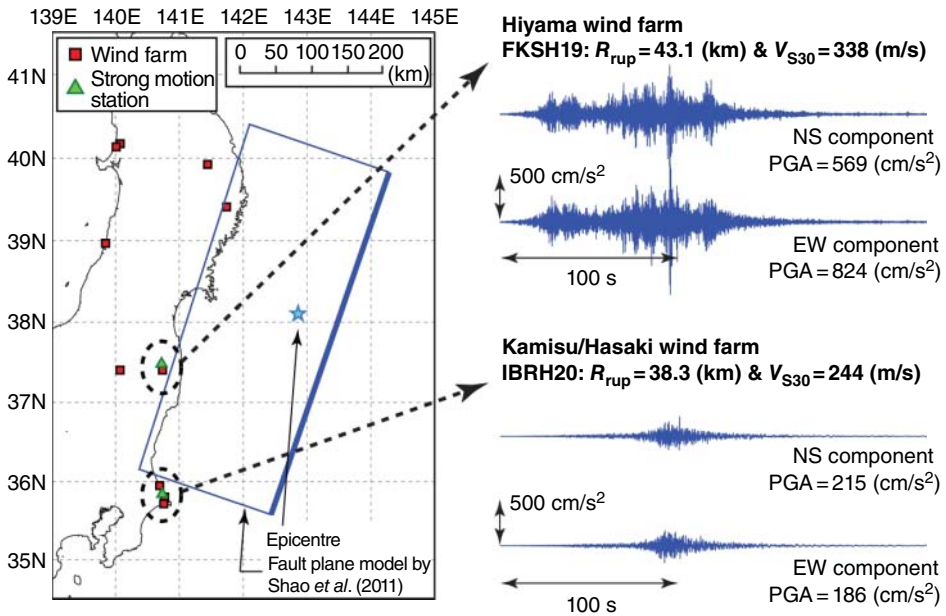 139E 140E 141E 142E 143E 144E 145E
41N
40N
39N
38N
37N
36N
35N
Wind farm
Strong motion
station
0 50 100 150 200
(km)
Epicentre
Fault plane model by
Shao et al. (2011)
Hiyama wind farm
FKSH19: Rrup = 43.1 (km) & VS30 = 338 (m/s)
NS component
PGA = 569 (cm/s²)
500 cm/s²
EW component
PGA = 824 (cm/s²)
100 s
Kamisu/Hasaki wind farm
IBRH20: Rrup = 38.3 (km) & VS30 = 244 (m/s)
NS component
PGA = 215 (cm/s²)
500 cm/s²
EW component
PGA = 186 (cm/s²)
100 s